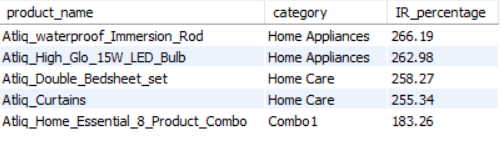 product_name category IR_percentage
Atliq_waterproof_Immersion_Rod Home Appliances 266.19
Atliq_High_Glo_15W_LED_Bulb Home Appliances 262.98
Atliq_Double_Bedsheet_set Home Care 258.27
Atliq_Curtains Home Care 255.34
Atliq_Home_Essential_8_Product_Combo Combo1 183.26